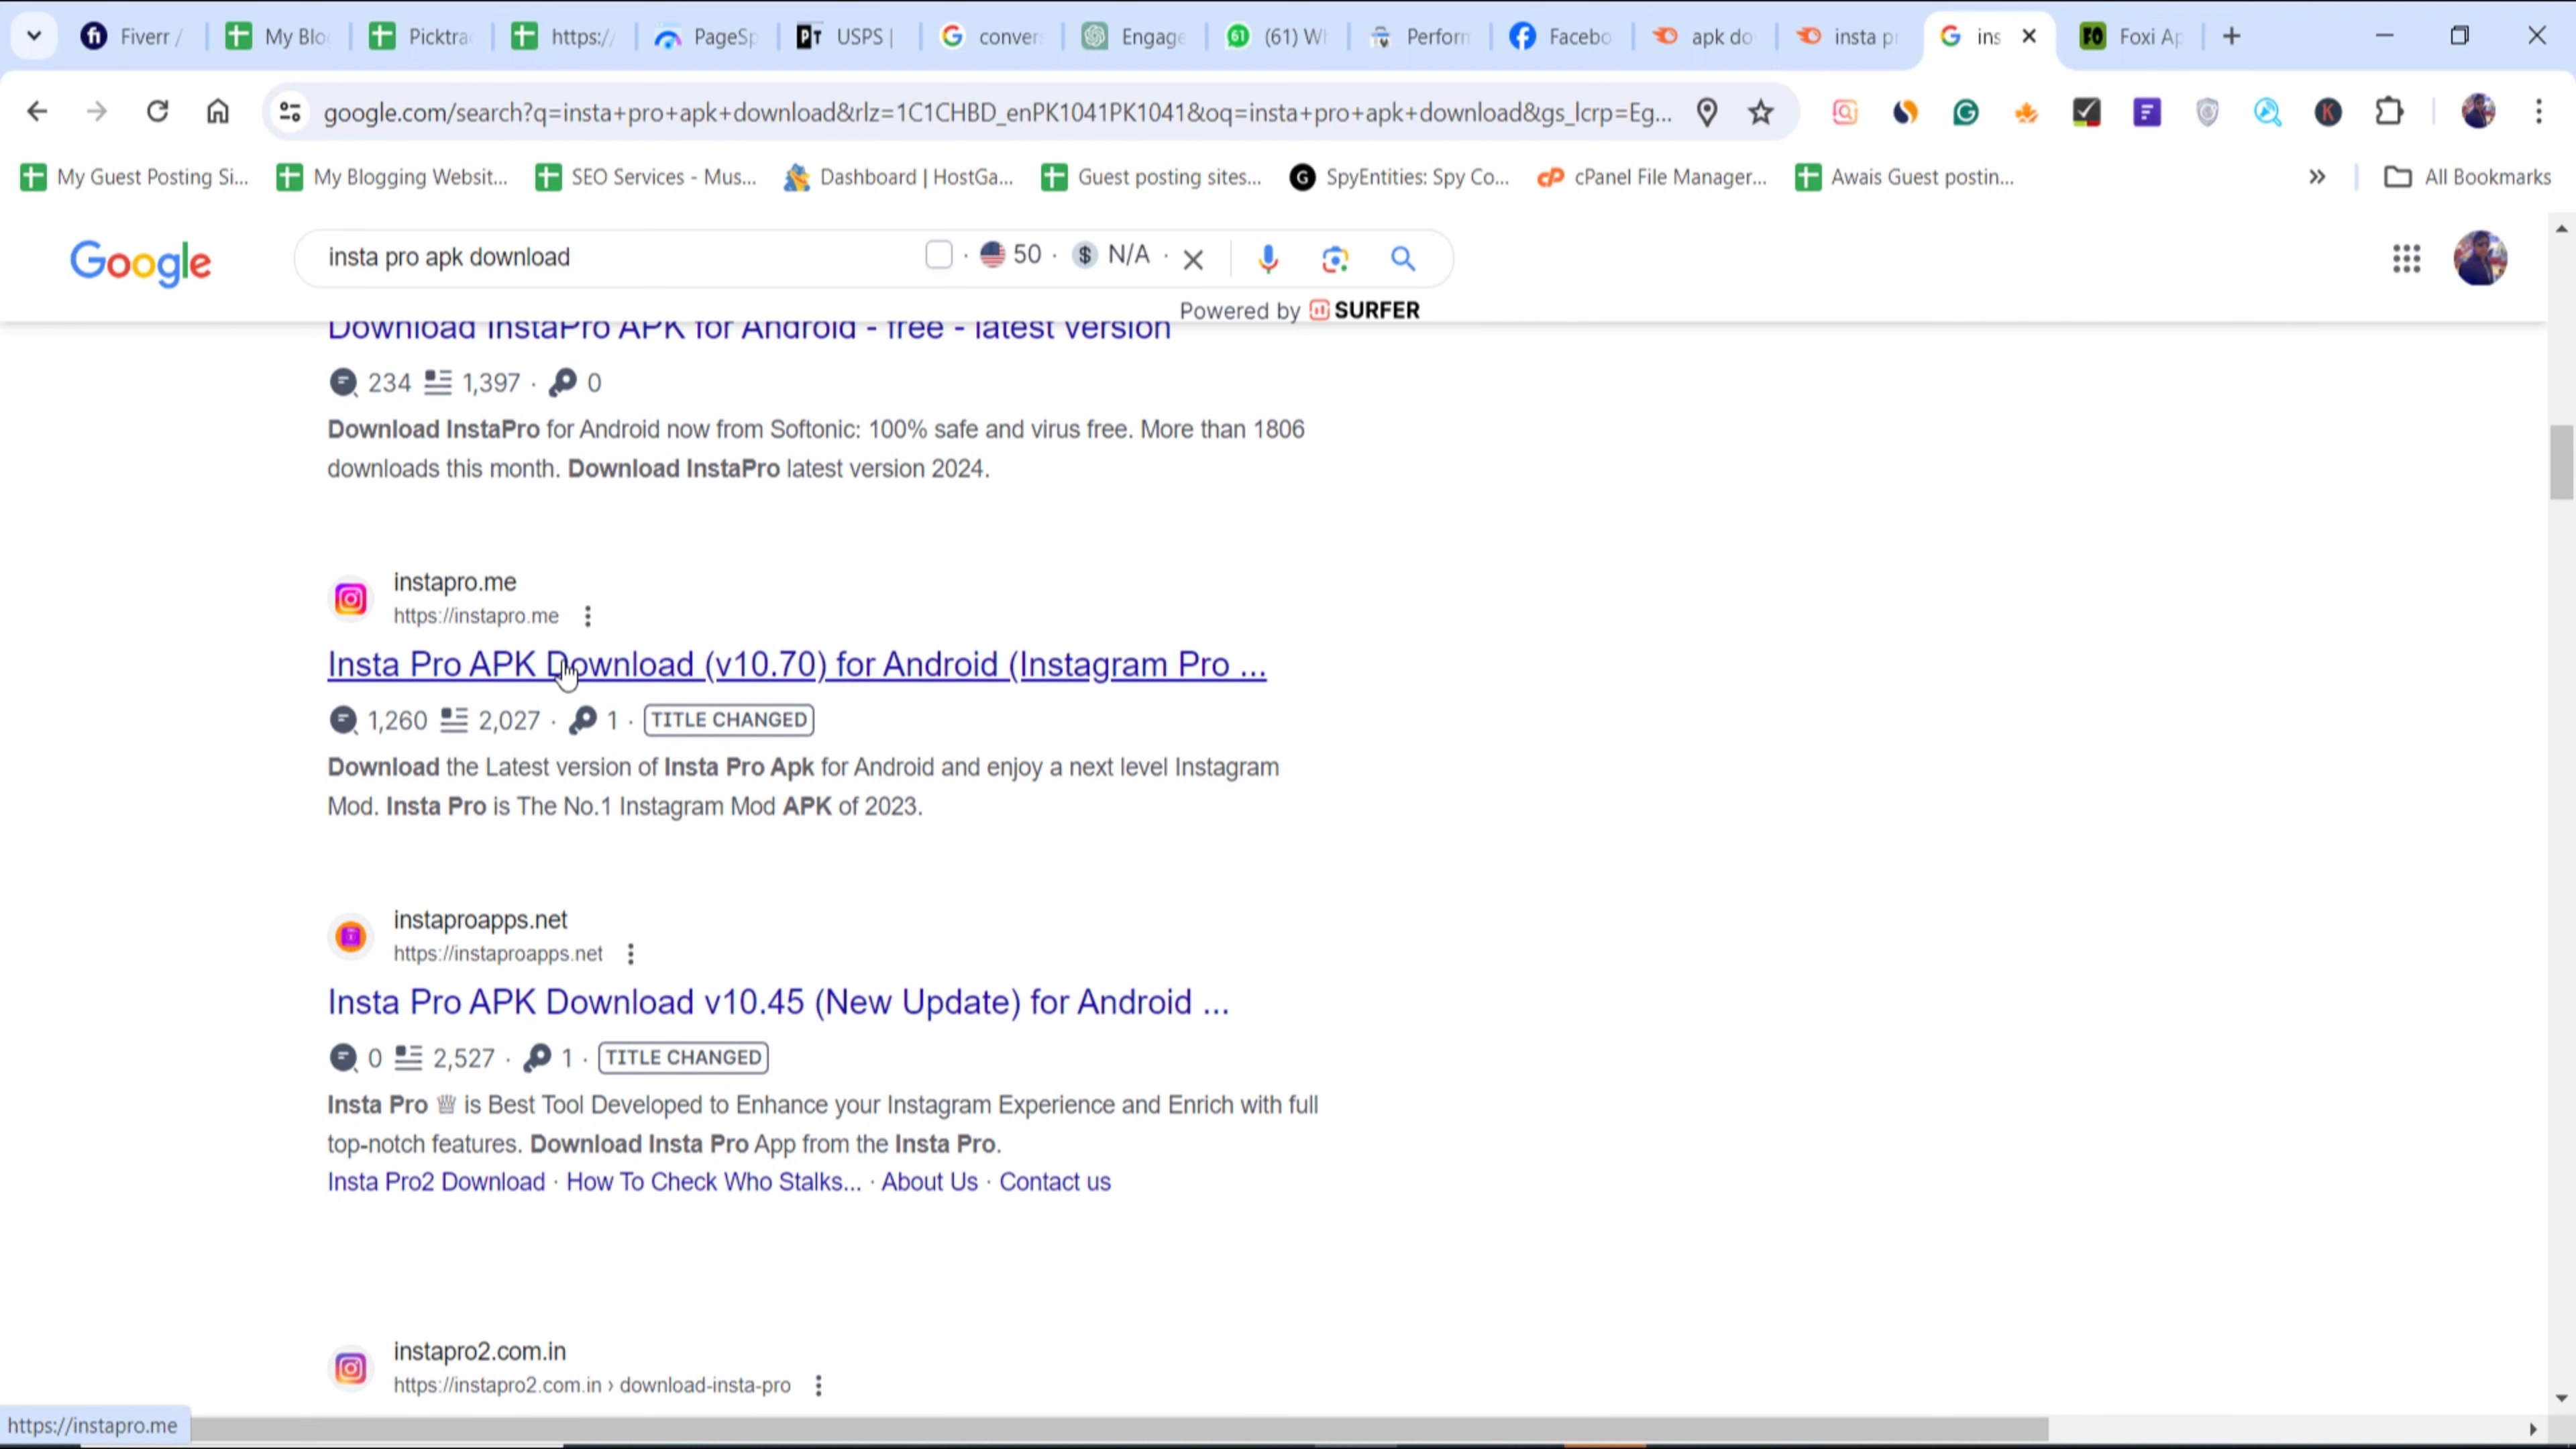 Fiverr /
My Blo
Picktra
https://
PageSp
USPS |
conver
Engage
(61) W
Perforn
Facebo
apk do
insta p
ins
Foxi Ap
google.com/search?q=insta+pro+apk+download&rlz=1C1CHBD_enPK1041PK1041&oq=insta+pro+apk+download&gs_lcrp=Eg...
My Guest Posting Si...
My Blogging Websit...
SEO Services - Mus...
Dashboard | HostGa...
Guest posting sites...
SpyEntities: Spy Co...
cPanel File Manager...
Awais Guest postin...
All Bookmarks
Google
insta pro apk download
· 50 · $ N/A ·
Powered by SURFER
Download InstaPro APK for Android - free - latest version
234 1,397 · 0
Download InstaPro for Android now from Softonic: 100% safe and virus free. More than 1806
downloads this month. Download InstaPro latest version 2024.
instapro.me
https://instapro.me
Insta Pro APK Download (v10.70) for Android (Instagram Pro ...
1,260 2,027 · 1 · TITLE CHANGED
Download the Latest version of Insta Pro Apk for Android and enjoy a next level Instagram
Mod. Insta Pro is The No.1 Instagram Mod APK of 2023.
instaproapps.net
https://instaproapps.net
Insta Pro APK Download v10.45 (New Update) for Android ...
0 2,527 · 1 · TITLE CHANGED
Insta Pro ♕ is Best Tool Developed to Enhance your Instagram Experience and Enrich with full
top-notch features. Download Insta Pro App from the Insta Pro.
Insta Pro2 Download · How To Check Who Stalks... · About Us · Contact us
instapro2.com.in
https://instapro2.com.in › download-insta-pro
https://instapro.me